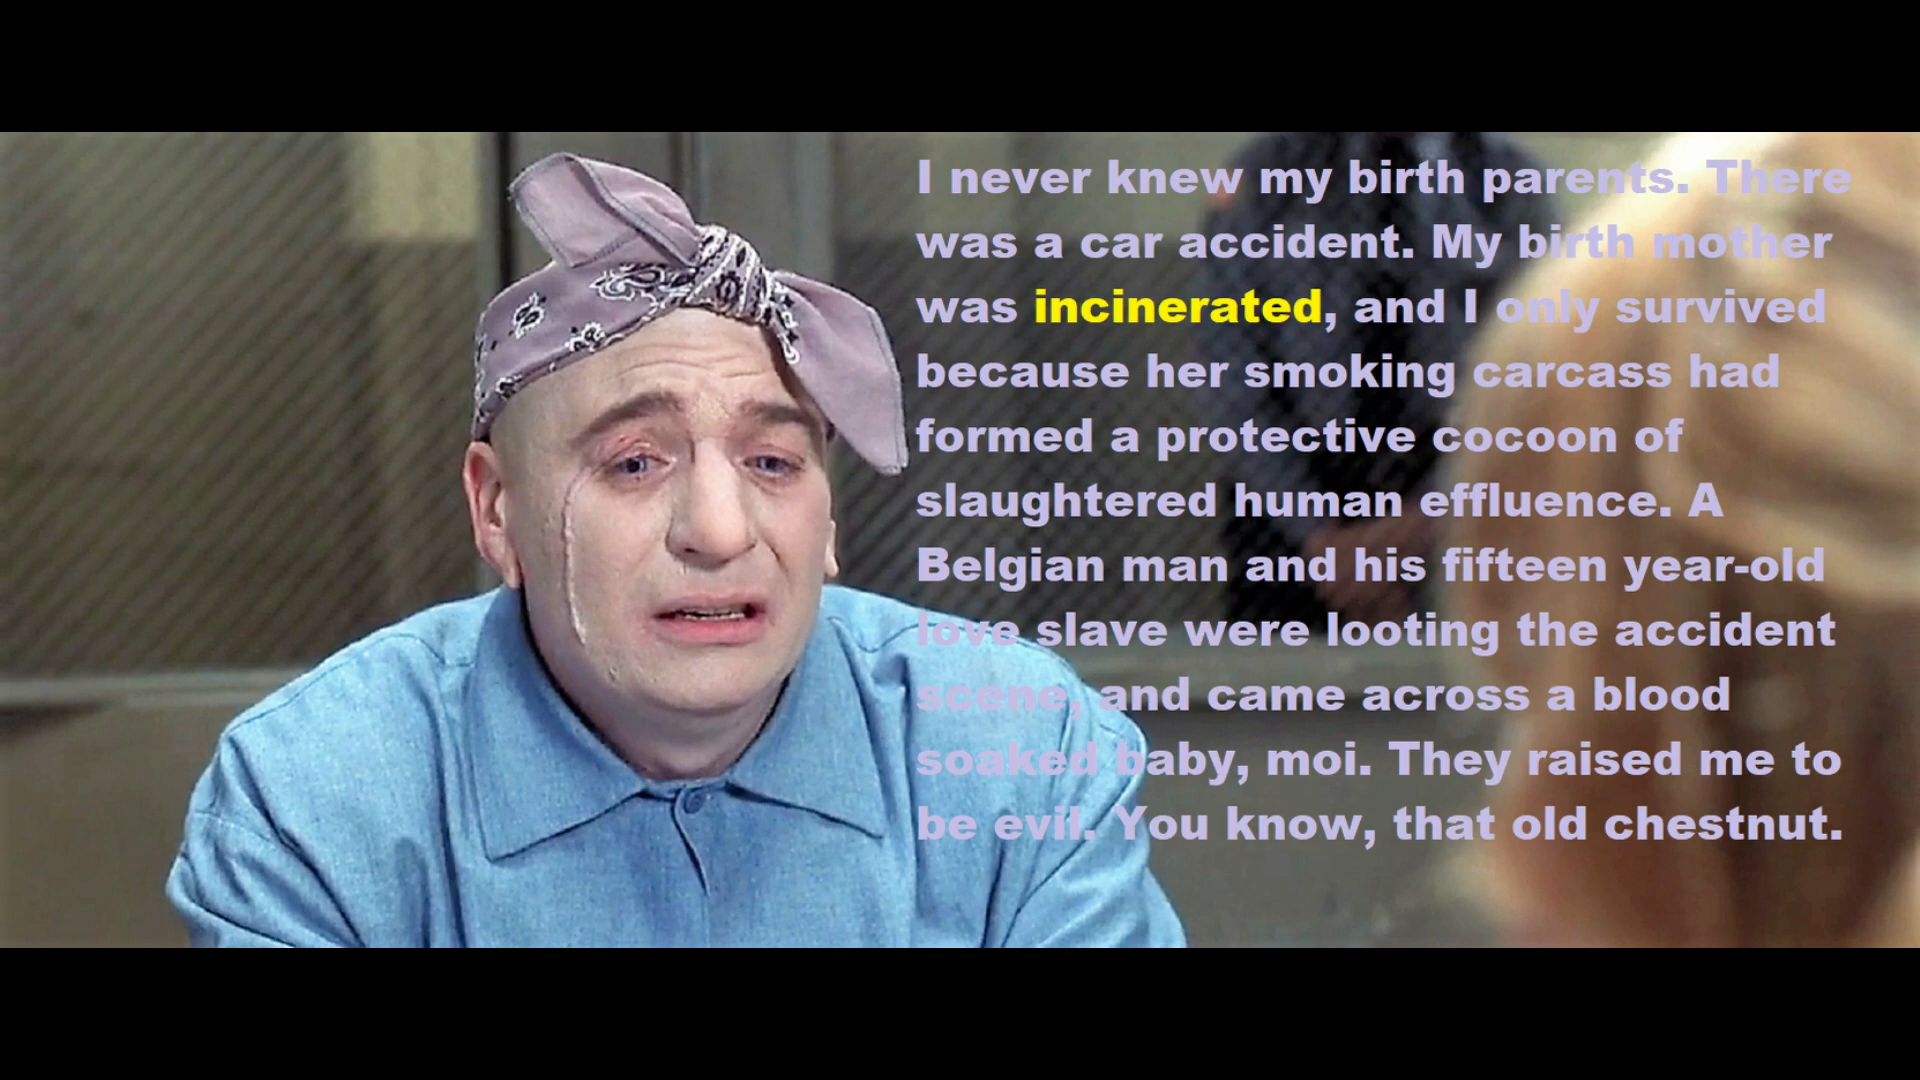 I never knew my birth parents. There
was a car accident. My birth mother
was incinerated, and I only survived
because her smoking carcass had
formed a protective cocoon of
slaughtered human effluence. A
Belgian man and his fifteen year-old
love slave were looting the accident
scene, and came across a blood
soaked baby, moi. They raised me to
be evil. You know, that old chestnut.